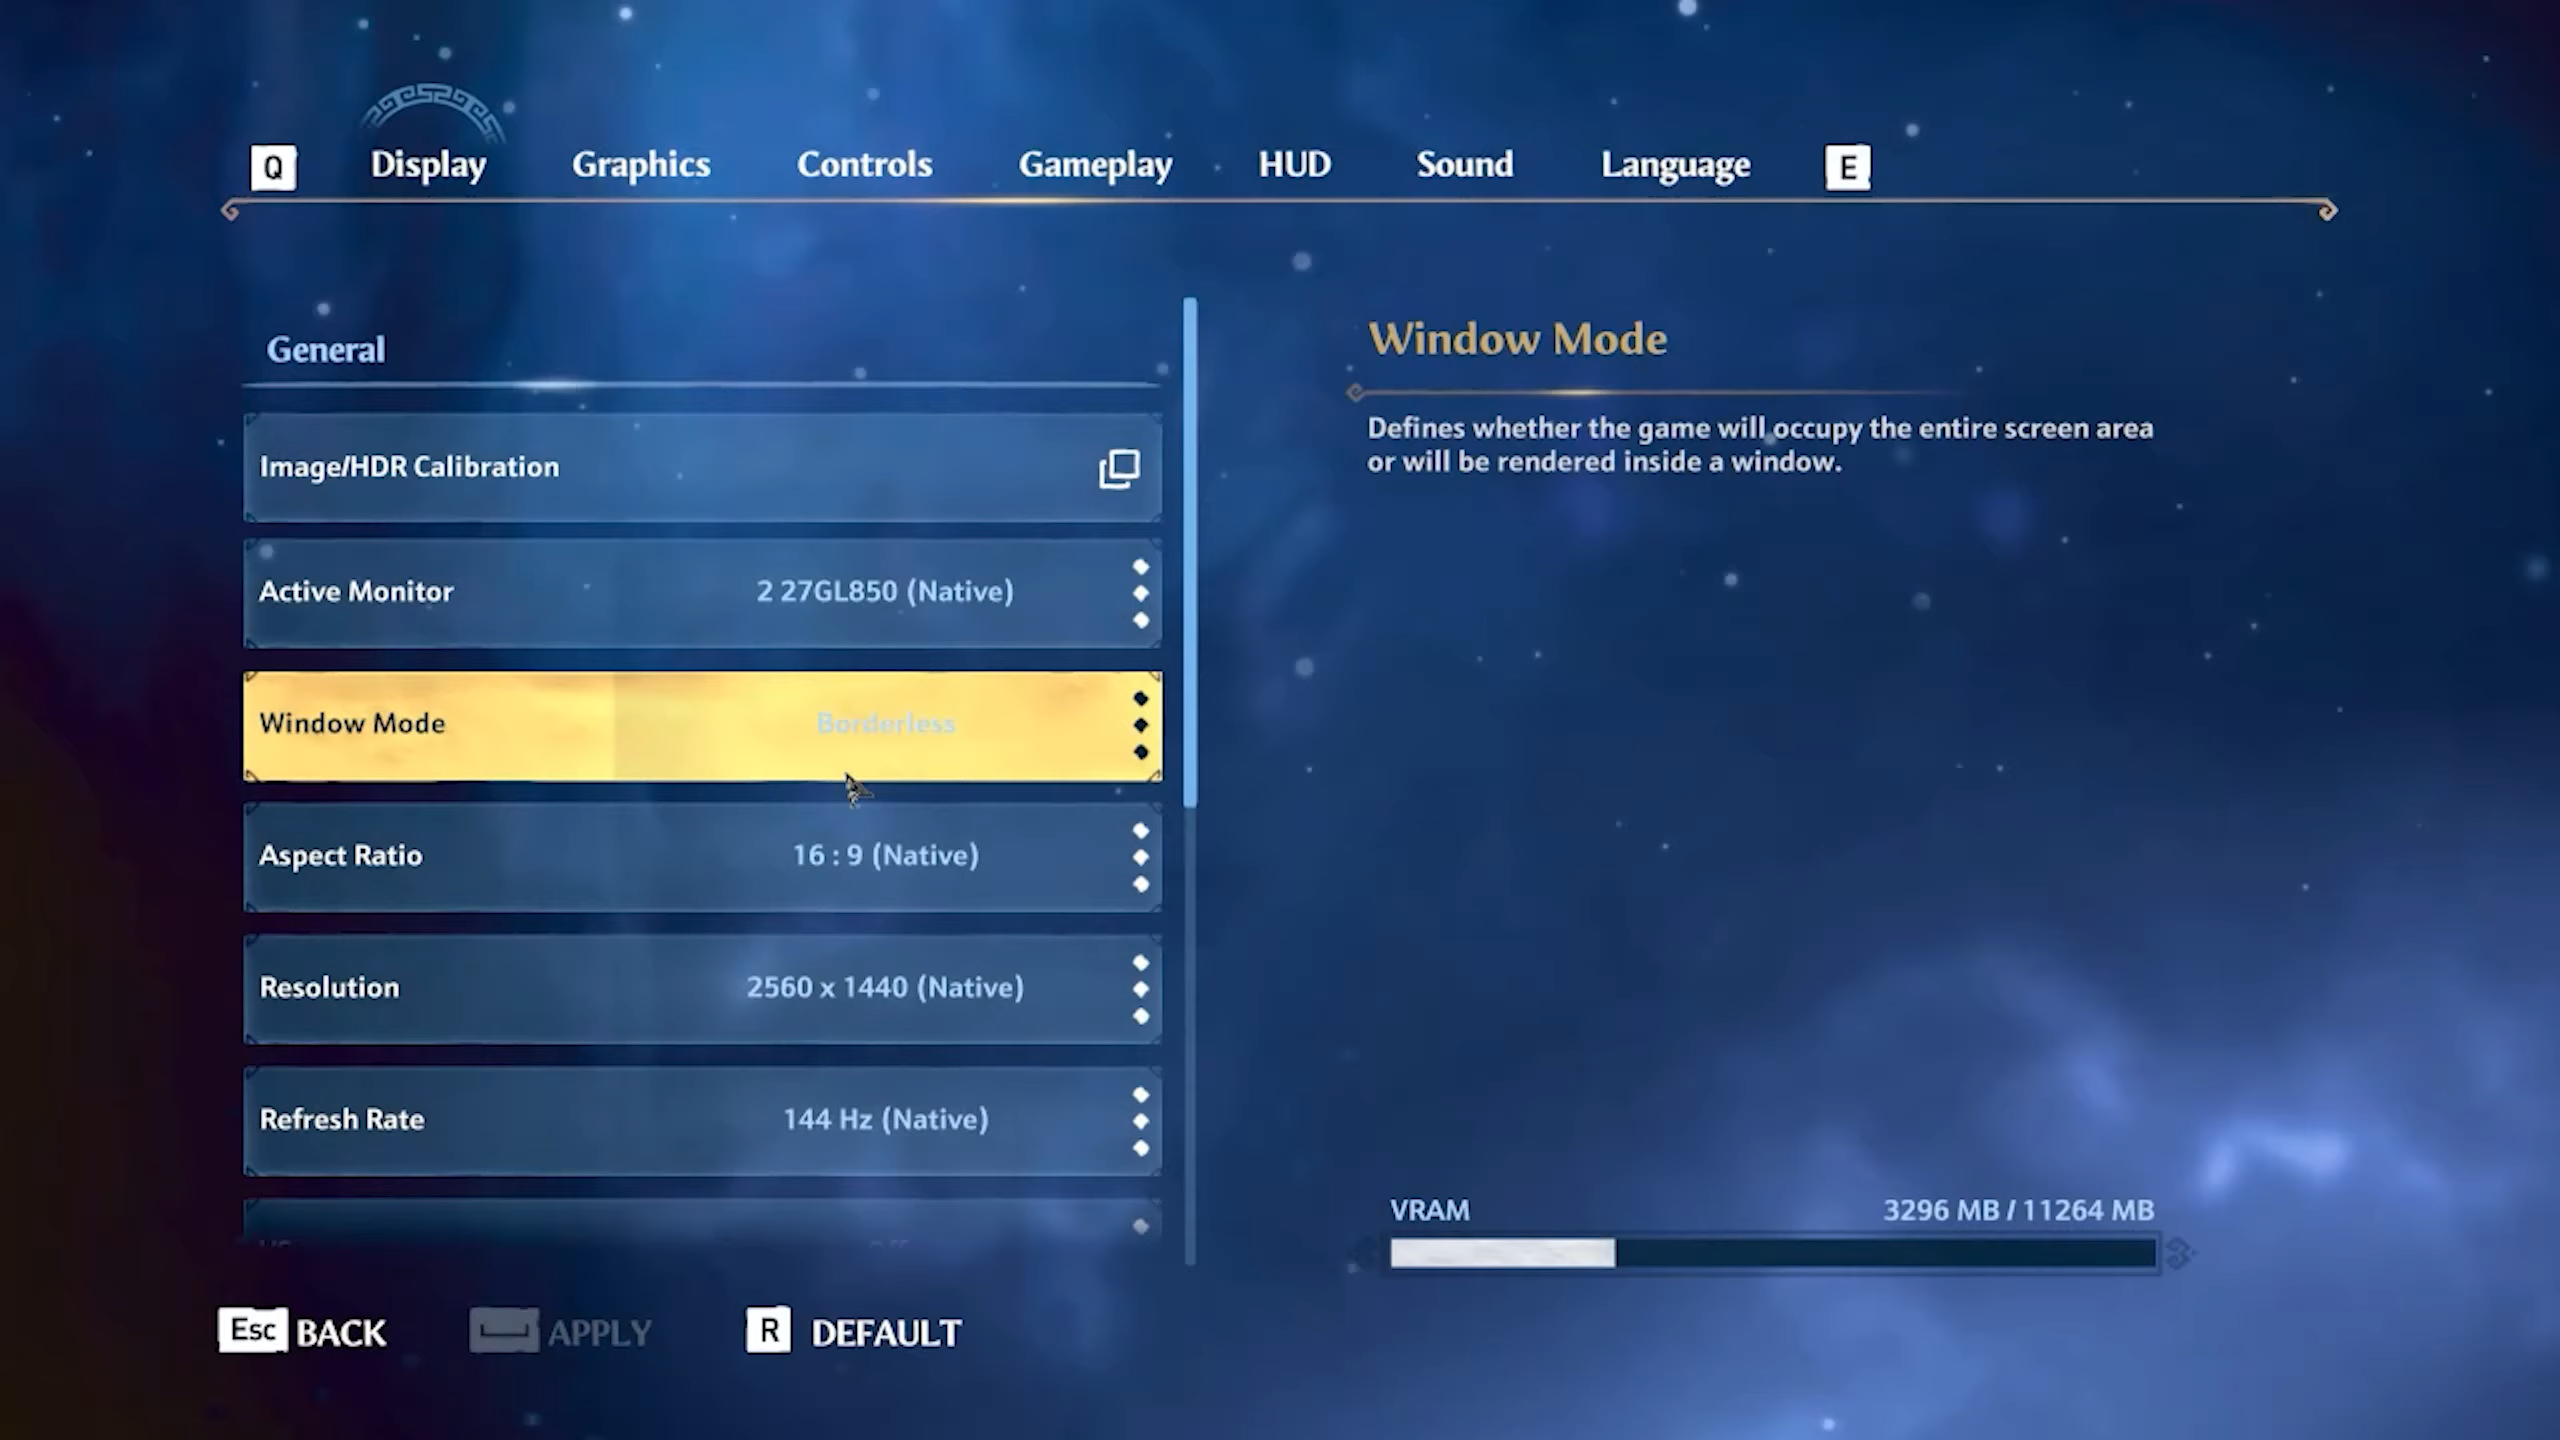 Q Display Graphics Controls Gameplay HUD Sound Language E
General
Image/HDR Calibration
Active Monitor 2 27GL850 (Native)
Window Mode Borderless
Aspect Ratio 16 : 9 (Native)
Resolution 2560 x 1440 (Native)
Refresh Rate 144 Hz (Native)
Window Mode
Defines whether the game will occupy the entire screen area
or will be rendered inside a window.
VRAM 3296 MB / 11264 MB
Esc BACK APPLY R DEFAULT